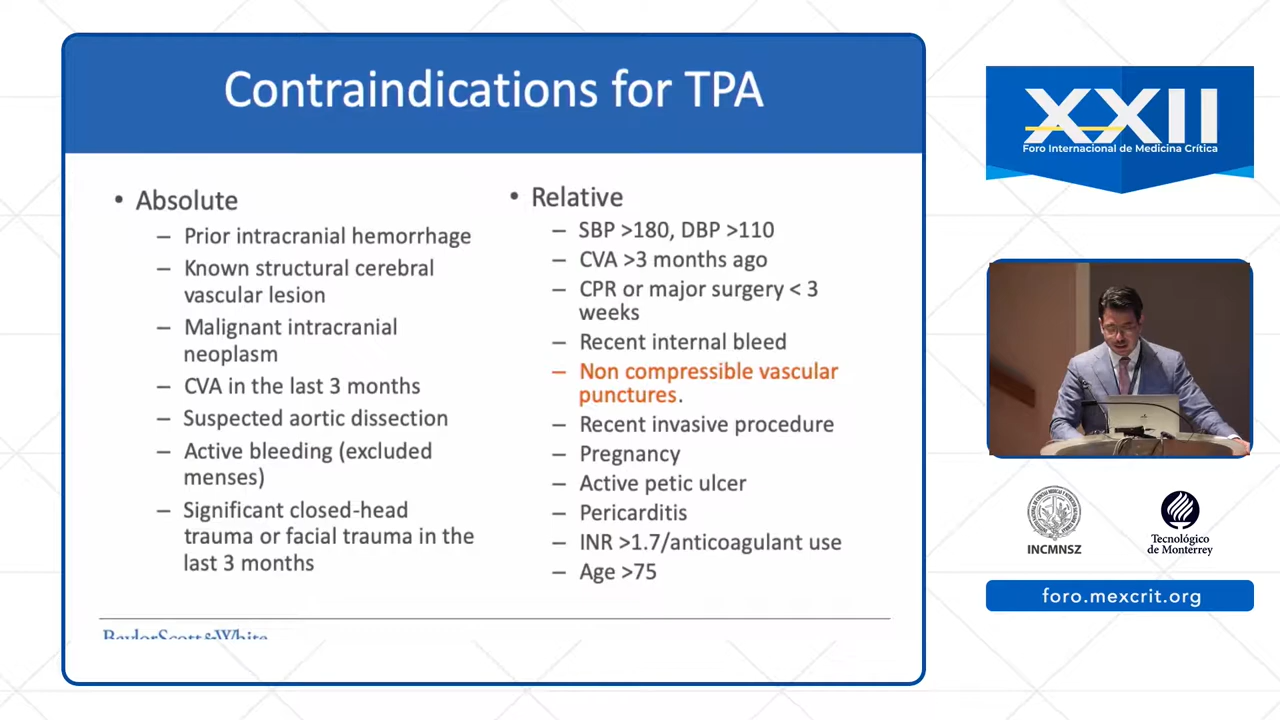 Contraindications for TPA
• Absolute
– Prior intracranial hemorrhage
– Known structural cerebral
vascular lesion
– Malignant intracranial
neoplasm
– CVA in the last 3 months
– Suspected aortic dissection
– Active bleeding (excluded
menses)
– Significant closed-head
trauma or facial trauma in the
last 3 months
• Relative
– SBP >180, DBP >110
– CVA >3 months ago
– CPR or major surgery < 3
weeks
– Recent internal bleed
– Non compressible vascular
punctures.
– Recent invasive procedure
– Pregnancy
– Active petic ulcer
– Pericarditis
– INR >1.7/anticoagulant use
– Age >75
BaylorScott&White
XXII
Foro Internacional de Medicina Crítica
INCMNSZ
Tecnológico
de Monterrey
foro.mexcrit.org